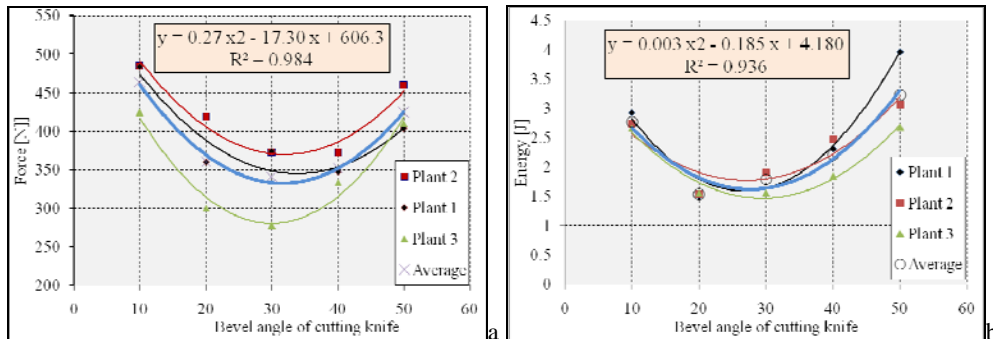 550
500
450
400
350
300
250
200
Force [N]]
y = 0.27 x2 - 17.30 x + 606.3
R² = 0.984
Plant 2
Plant 1
Plant 3
Average
0 10 20 30 40 50 60
Bevel angle of cutting knife
a
4.5
4
3.5
3
2.5
2
1.5
1
0.5
0
Energy [J]
y = 0.003 x2 - 0.185 x + 4.180
R² = 0.936
Plant 1
Plant 2
Plant 3
Average
0 10 20 30 40 50 60
Bevel angle of cutting knife
b